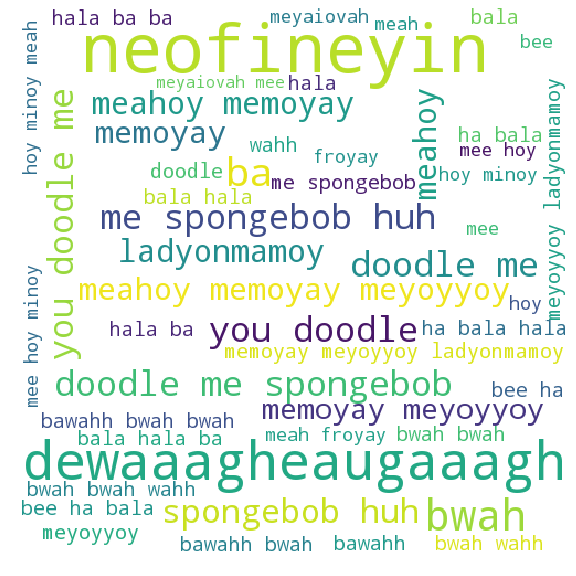 hala ba ba
meyaiovah
meah
bala
neofineyin
bee
hoy minoy meah
meyaiovah mee
hala
you doodle me
meahoy memoyay
meahoy
ladyonmamoy
memoyay
ha bala
wahh
mee hoy
froyay
doodle
ba
me spongebob
hoy minoy
bala hala
me spongebob huh
meyoyyoy
mee
ladyonmamoy
doodle me
mee hoy minoy
meahoy memoyay meyoyyoy
hoy
hala ba
you doodle
ha bala hala
memoyay meyoyyoy ladyonmamoy
doodle me spongebob
bee ha
memoyay meyoyyoy
bawahh bwah bwah
bala hala ba
meah froyay
bwah bwah
dewaaagheaugaaagh
bwah bwah wahh
bee ha bala
spongebob huh
bwah
meyoyyoy
bawahh bwah
bawahh
bwah wahh